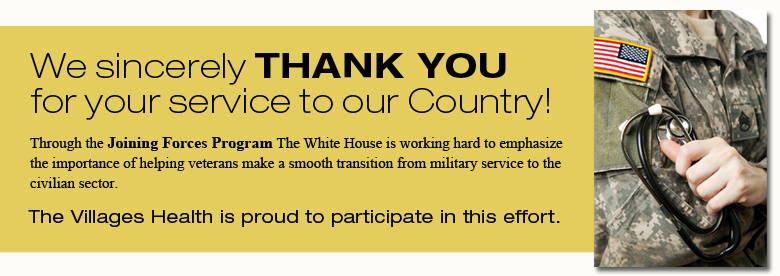 We sincerely THANK YOU
for your service to our Country!
Through the Joining Forces Program The White House is working hard to emphasize
the importance of helping veterans make a smooth transition from military service to the
civilian sector.
The Villages Health is proud to participate in this effort.